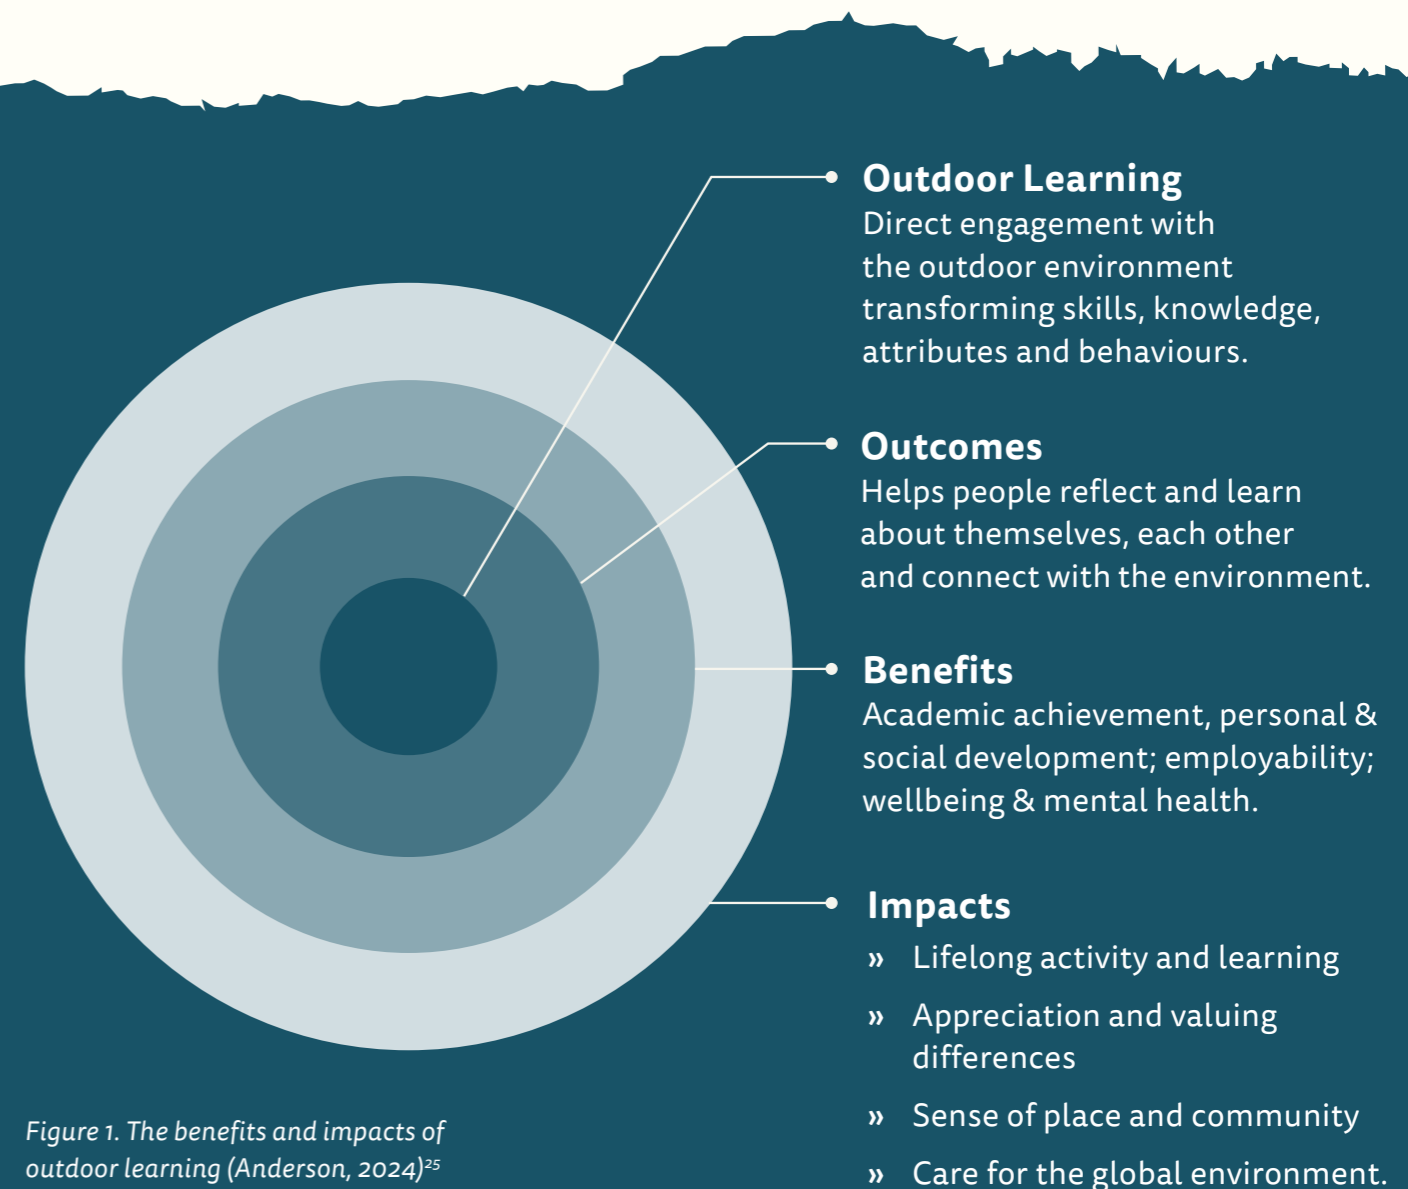 Outdoor Learning
Direct engagement with
the outdoor environment
transforming skills, knowledge,
attributes and behaviours.
Outcomes
Helps people reflect and learn
about themselves, each other
and connect with the environment.
Benefits
Academic achievement, personal &
social development; employability;
wellbeing & mental health.
Impacts
» Lifelong activity and learning
» Appreciation and valuing
differences
» Sense of place and community
» Care for the global environment.
Figure 1. The benefits and impacts of
outdoor learning (Anderson, 2024)²⁵